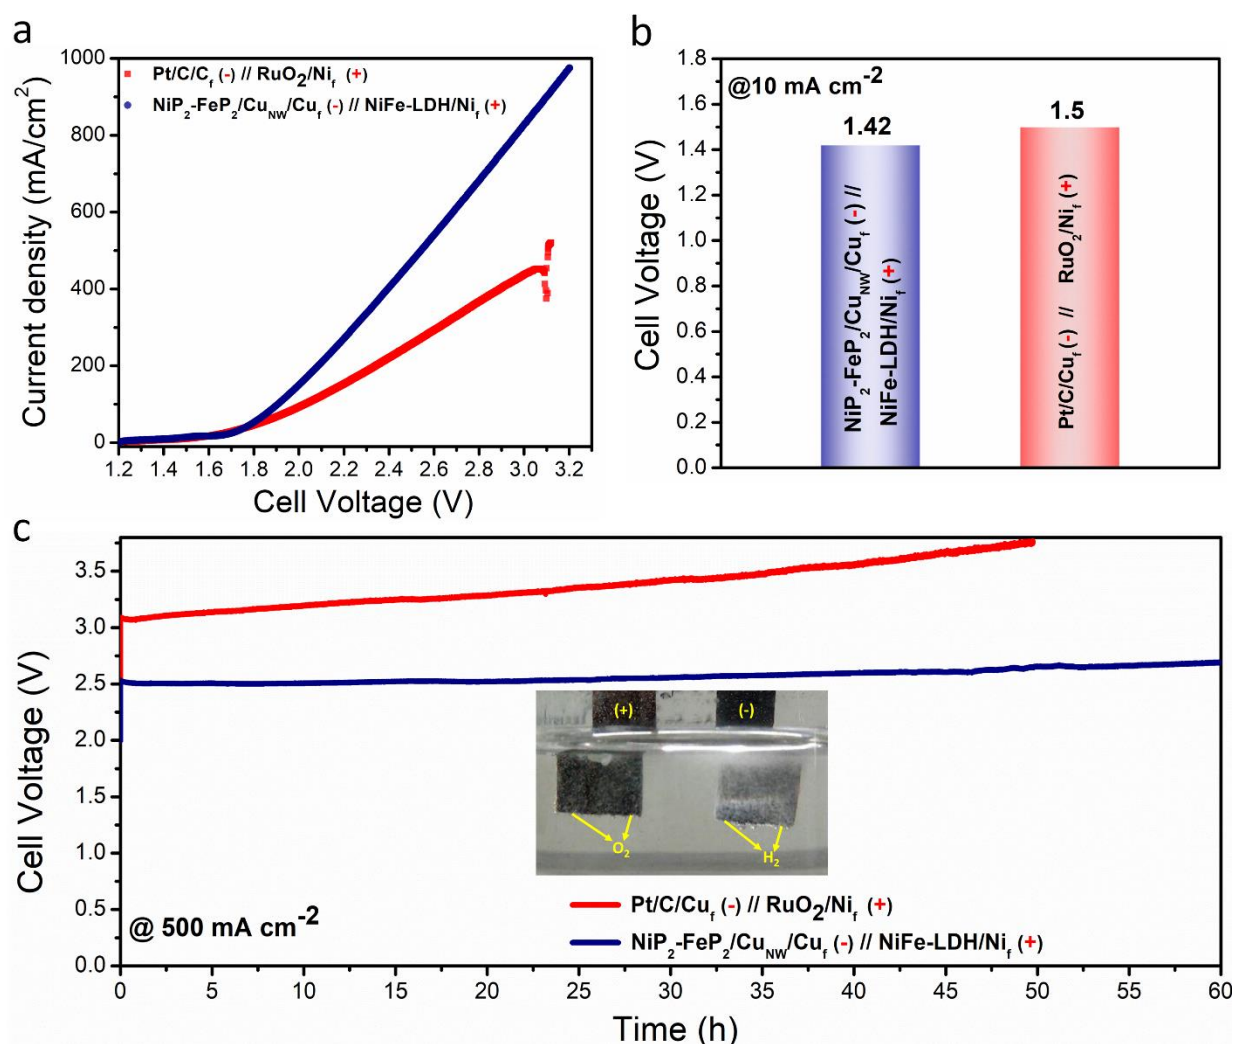 a
Current density (mA/cm²)
1000
800
600
400
200
0
Pt/C/C_f (-) // RuO₂/Ni_f (+)
NiP₂-FeP₂/Cu_NW/Cu_f (-) // NiFe-LDH/Ni_f (+)
1.2 1.4 1.6 1.8 2.0 2.2 2.4 2.6 2.8 3.0 3.2
Cell Voltage (V)
b
Cell Voltage (V)
1.8
1.6
1.4
1.2
1.0
0.8
0.6
0.4
0.2
0.0
@10 mA cm⁻²
1.42
1.5
NiP₂-FeP₂/Cu_NW/Cu_f (-) //
NiFe-LDH/Ni_f (+)
Pt/C/Cu_f (-) // RuO₂/Ni_f (+)
c
Cell Voltage (V)
3.5
3.0
2.5
2.0
1.5
1.0
0.5
0.0
(+) (-)
O₂ H₂
@ 500 mA cm⁻²
Pt/C/Cu_f (-) // RuO₂/Ni_f (+)
NiP₂-FeP₂/Cu_NW/Cu_f (-) // NiFe-LDH/Ni_f (+)
0 5 10 15 20 25 30 35 40 45 50 55 60
Time (h)